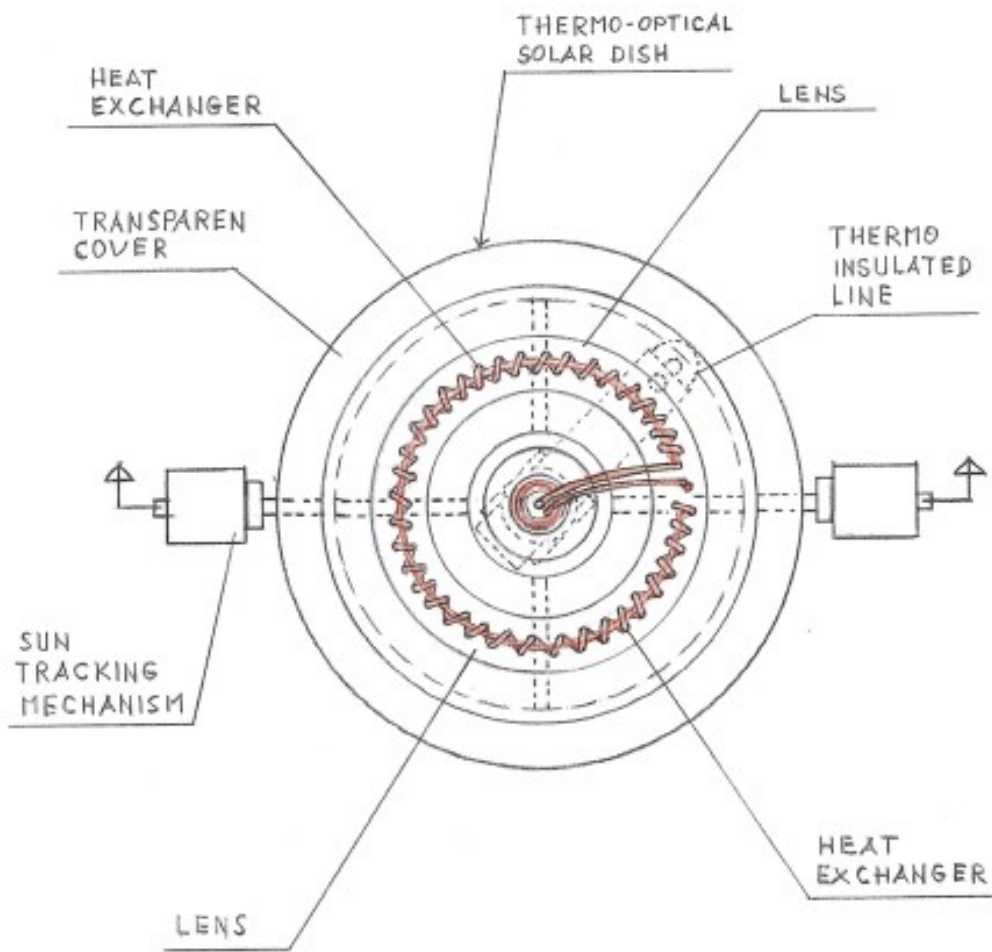 THERMO-OPTICAL
SOLAR DISH
HEAT
EXCHANGER
LENS
TRANSPAREN
COVER
THERMO
INSULATED
LINE
SUN
TRACKING
MECHANISM
HEAT
EXCHANGER
LENS